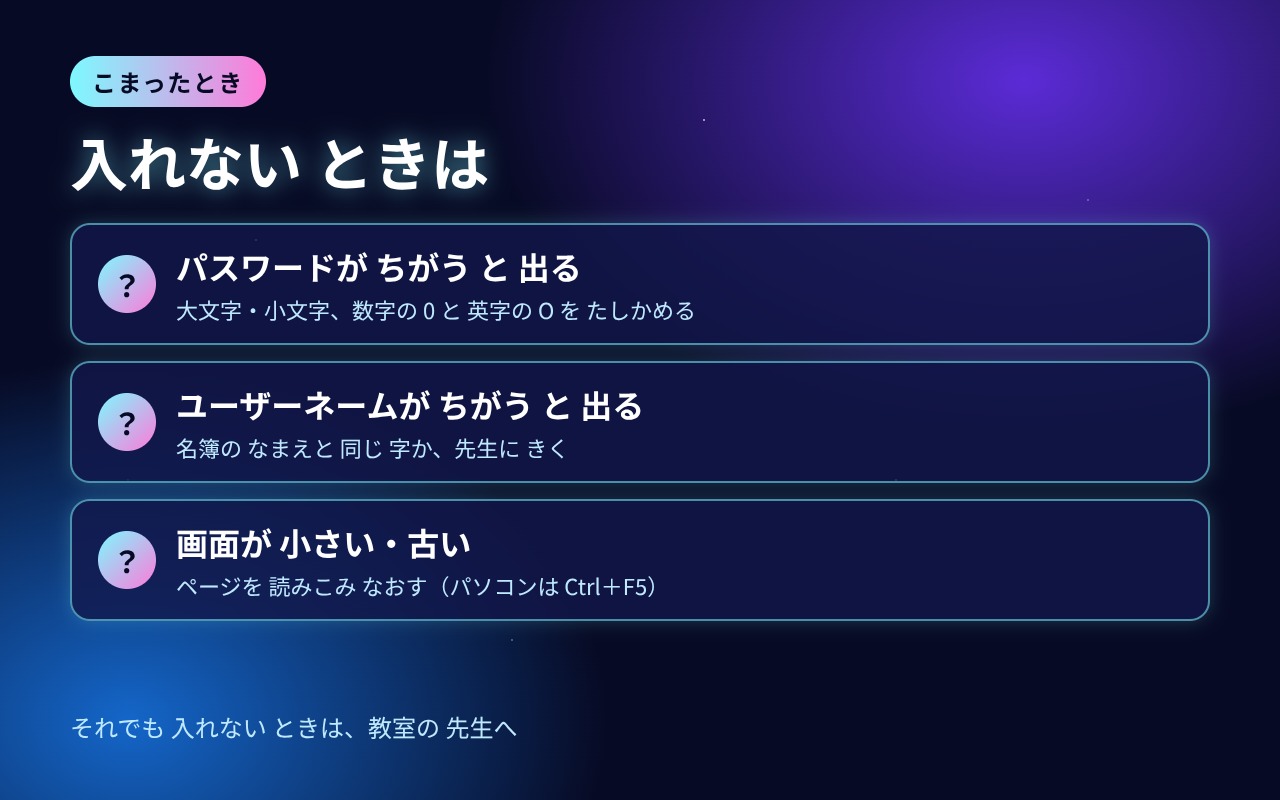 こまったとき
入れない ときは
?
パスワードが ちがう と 出る
大文字・小文字、数字の 0 と 英字の O を たしかめる
?
ユーザーネームが ちがう と 出る
名簿の なまえと 同じ 字か、先生に きく
?
画面が 小さい・古い
ページを 読みこみ なおす（パソコンは Ctrl＋F5）
それでも 入れない ときは、教室の 先生へ